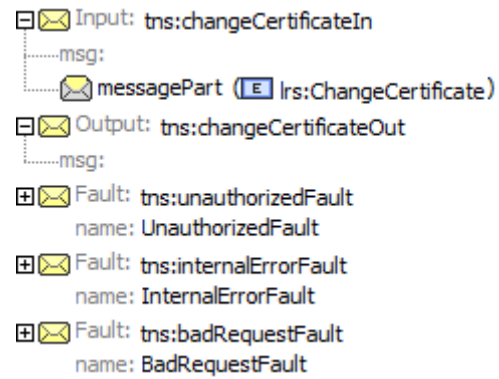 Input: tns:changeCertificateIn
msg:
messagePart (E lrs:ChangeCertificate)
Output: tns:changeCertificateOut
msg:
Fault: tns:unauthorizedFault
name: UnauthorizedFault
Fault: tns:internalErrorFault
name: InternalErrorFault
Fault: tns:badRequestFault
name: BadRequestFault